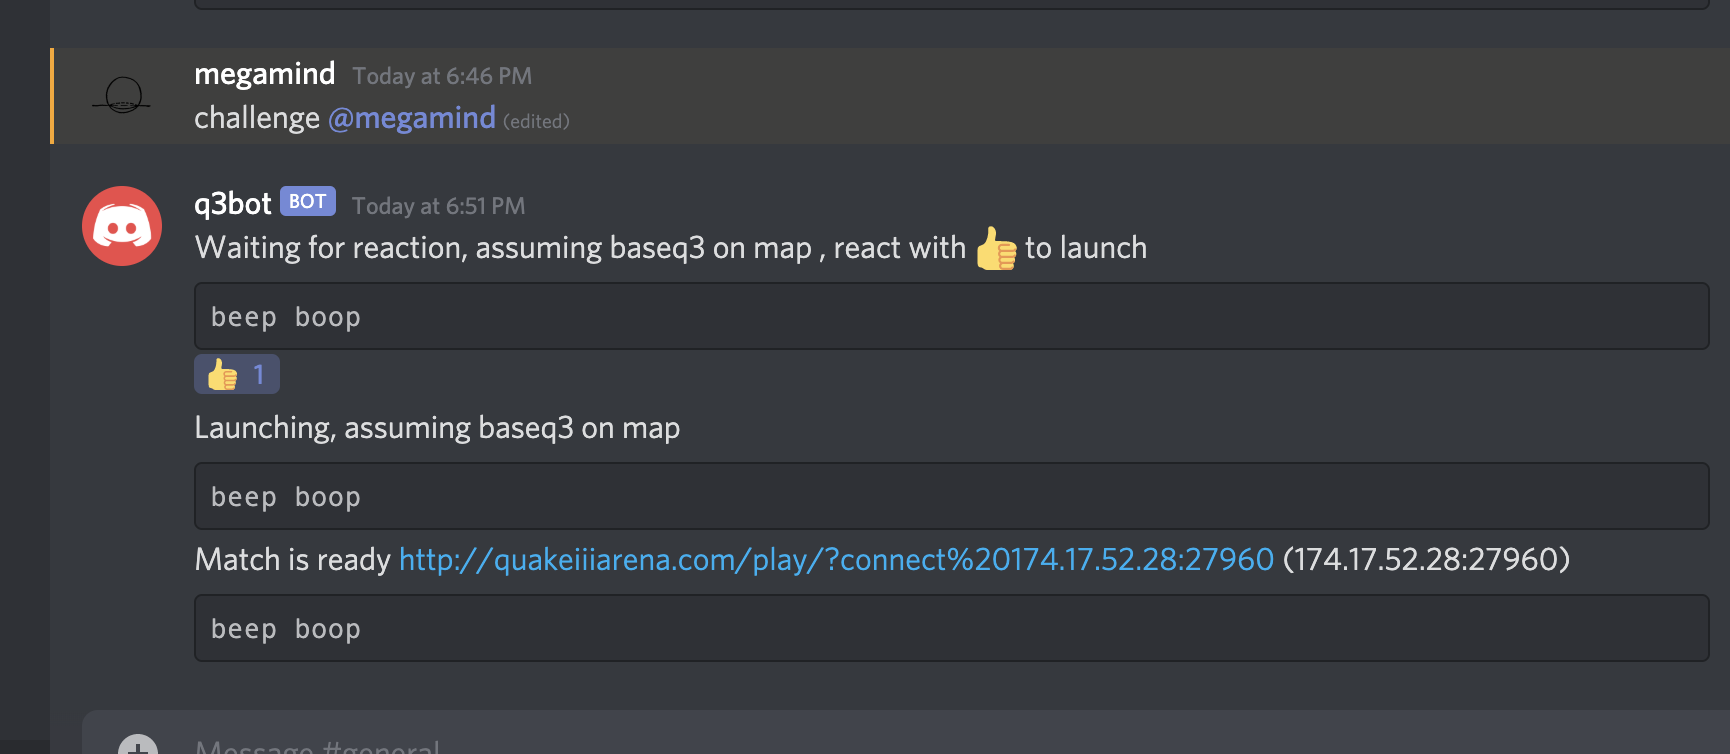 megamind Today at 6:46 PM
challenge @megamind (edited)
q3bot BOT Today at 6:51 PM
Waiting for reaction, assuming baseq3 on map , react with 👍 to launch
beep boop
👍 1
Launching, assuming baseq3 on map
beep boop
Match is ready http://quakeiiiarena.com/play/?connect%20174.17.52.28:27960 (174.17.52.28:27960)
beep boop
Message #general